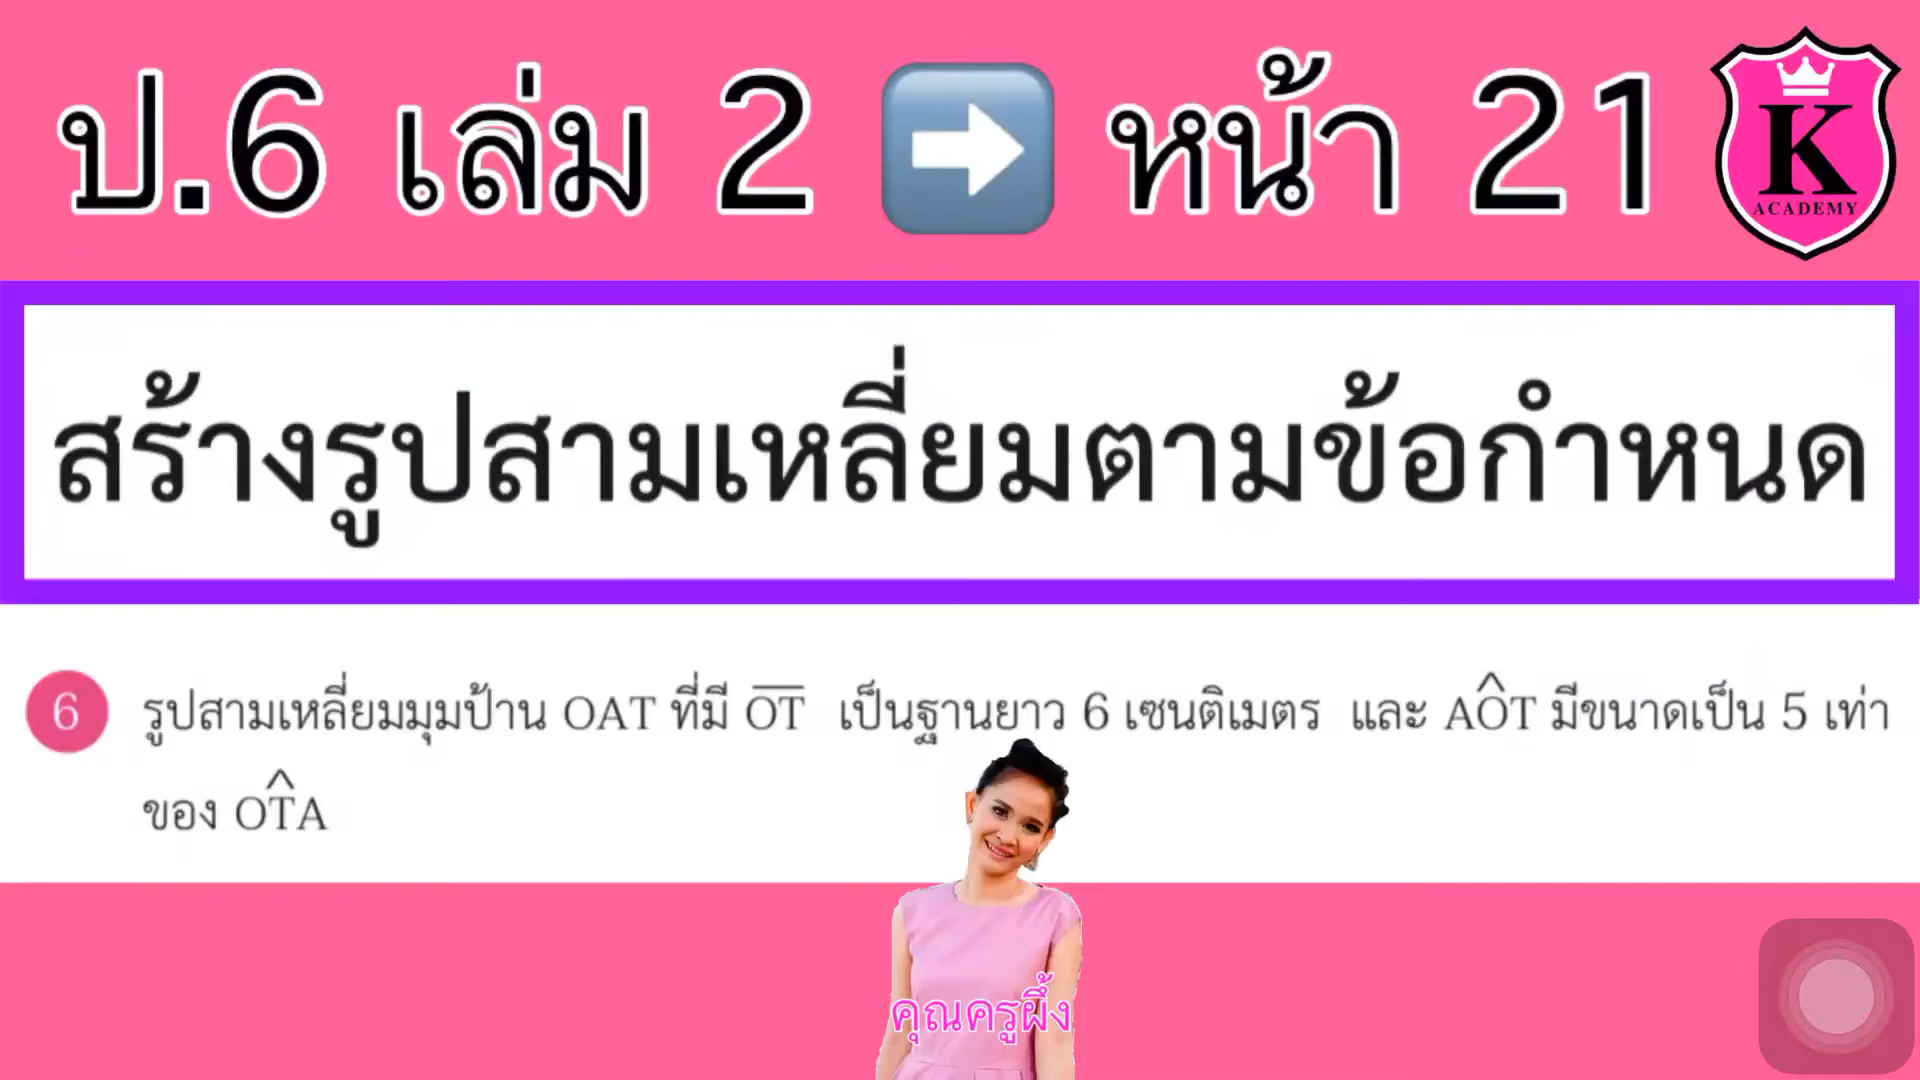 ป.6 เล่ม 2 ➡ หน้า 21
K
ACADEMY
สร้างรูปสามเหลี่ยมตามข้อกำหนด
6 รูปสามเหลี่ยมมุมป้าน OAT ที่มี O̅T̅ เป็นฐานยาว 6 เซนติเมตร และ AÔT มีขนาดเป็น 5 เท่า
ของ OT̂A
คุณครูผึ้ง